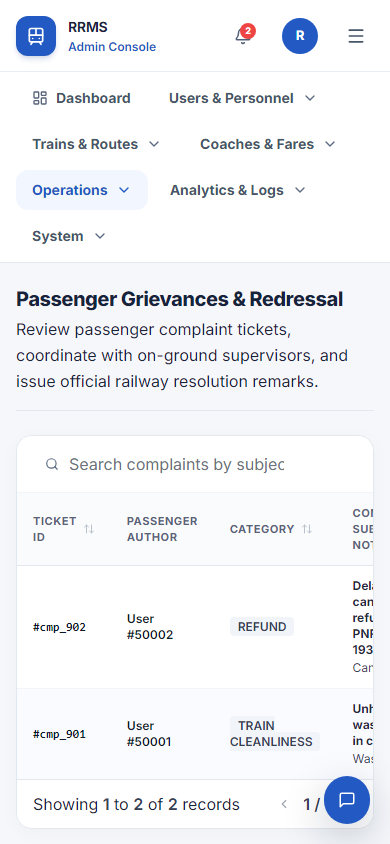 RRMS
Admin Console
2
R
Dashboard
Users & Personnel
Trains & Routes
Coaches & Fares
Operations
Analytics & Logs
System
Passenger Grievances & Redressal
Review passenger complaint tickets,
coordinate with on-ground supervisors, and
issue official railway resolution remarks.
Search complaints by subjec
TICKET ID
PASSENGER AUTHOR
CATEGORY
#cmp_902
User #50002
REFUND
PNR
193
#cmp_901
User #50001
TRAIN CLEANLINESS
in
Showing 1 to 2 of 2 records
1 /